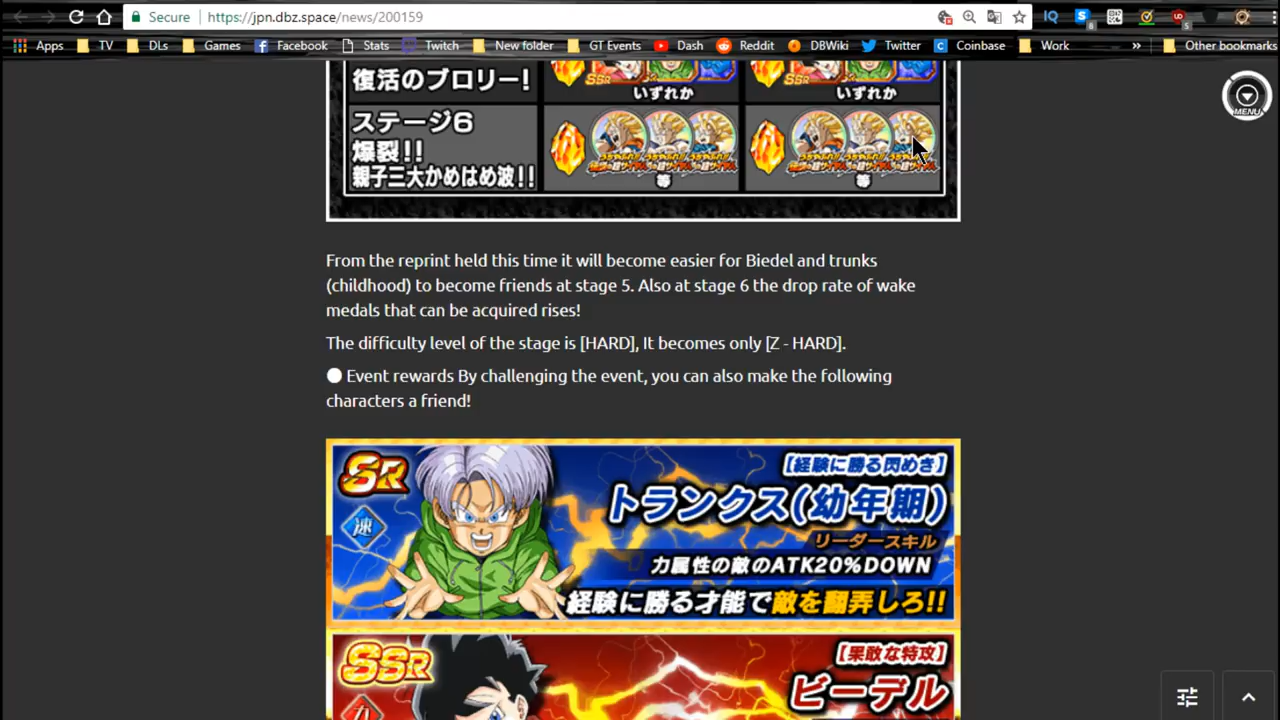 Secure https://jpn.dbz.space/news/200159
Apps TV DLs Games Facebook Stats Twitch New folder GT Events Dash Reddit DBWiki Twitter Coinbase Work » Other bookmarks
IQ
MENU
復活のブロリー!
SSR
SSR
いずれか
いずれか
ステージ6
爆裂!!
親子三大かめはめ波!!
等
等
From the reprint held this time it will become easier for Biedel and trunks
(childhood) to become friends at stage 5. Also at stage 6 the drop rate of wake
medals that can be acquired rises!
The difficulty level of the stage is [HARD], It becomes only [Z - HARD].
● Event rewards By challenging the event, you can also make the following
characters a friend!
SR
速
【経験に勝る閃めき】
トランクス(幼年期)
リーダースキル
力属性の敵のATK20%DOWN
経験に勝る才能で敵を翻弄しろ!!
SSR
力
【果敢な特攻】
ビーデル